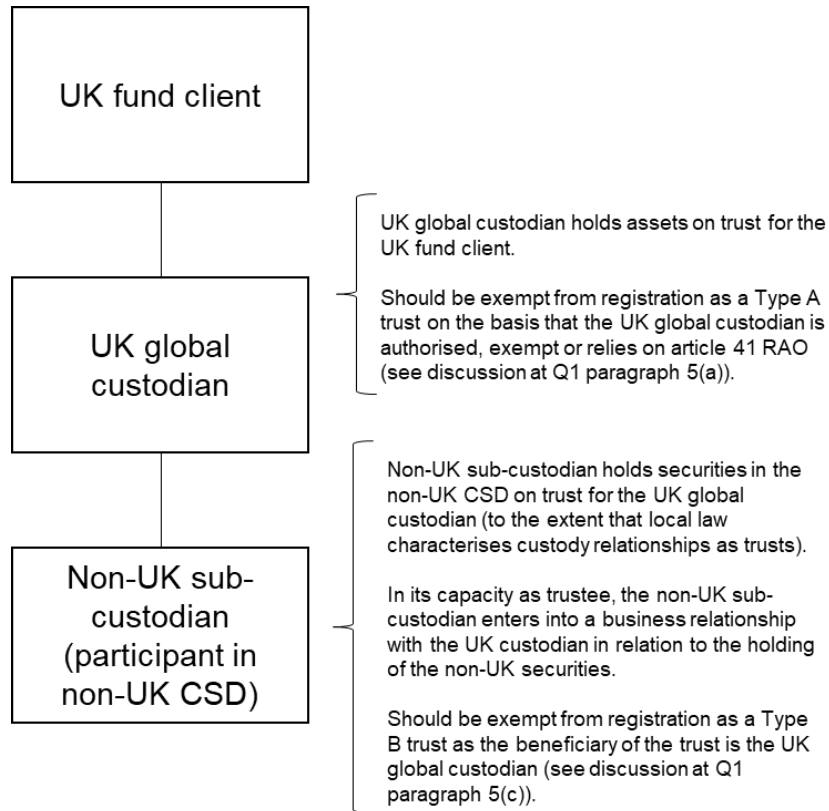 UK fund client
UK global custodian holds assets on trust for the
UK fund client.
Should be exempt from registration as a Type A
trust on the basis that the UK global custodian is
authorised, exempt or relies on article 41 RAO
(see discussion at Q1 paragraph 5(a)).
UK global
custodian
Non-UK sub-custodian holds securities in the
non-UK CSD on trust for the UK global
custodian (to the extent that local law
characterises custody relationships as trusts).
In its capacity as trustee, the non-UK sub-
custodian enters into a business relationship
with the UK custodian in relation to the holding
of the non-UK securities.
Should be exempt from registration as a Type
B trust as the beneficiary of the trust is the UK
global custodian (see discussion at Q1
paragraph 5(c)).
Non-UK sub-
custodian
(participant in
non-UK CSD)